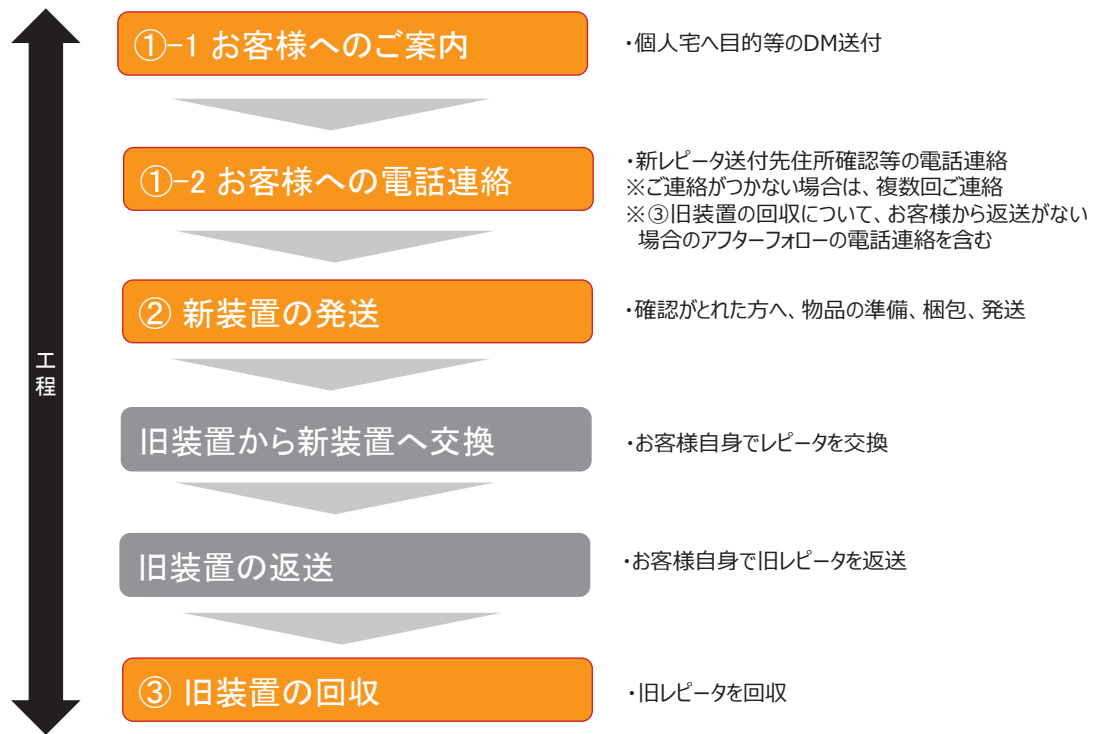 ①-1 お客様へのご案内
・個人宅へ目的等のDM送付
①-2 お客様への電話連絡
・新レピータ送付先住所確認等の電話連絡
※ご連絡がつかない場合は、複数回ご連絡
※③旧装置の回収について、お客様から返送がない
場合のアフターフォローの電話連絡を含む
② 新装置の発送
・確認がとれた方へ、物品の準備、梱包、発送
工程
旧装置から新装置へ交換
・お客様自身でレピータを交換
旧装置の返送
・お客様自身で旧レピータを返送
③ 旧装置の回収
・旧レピータを回収